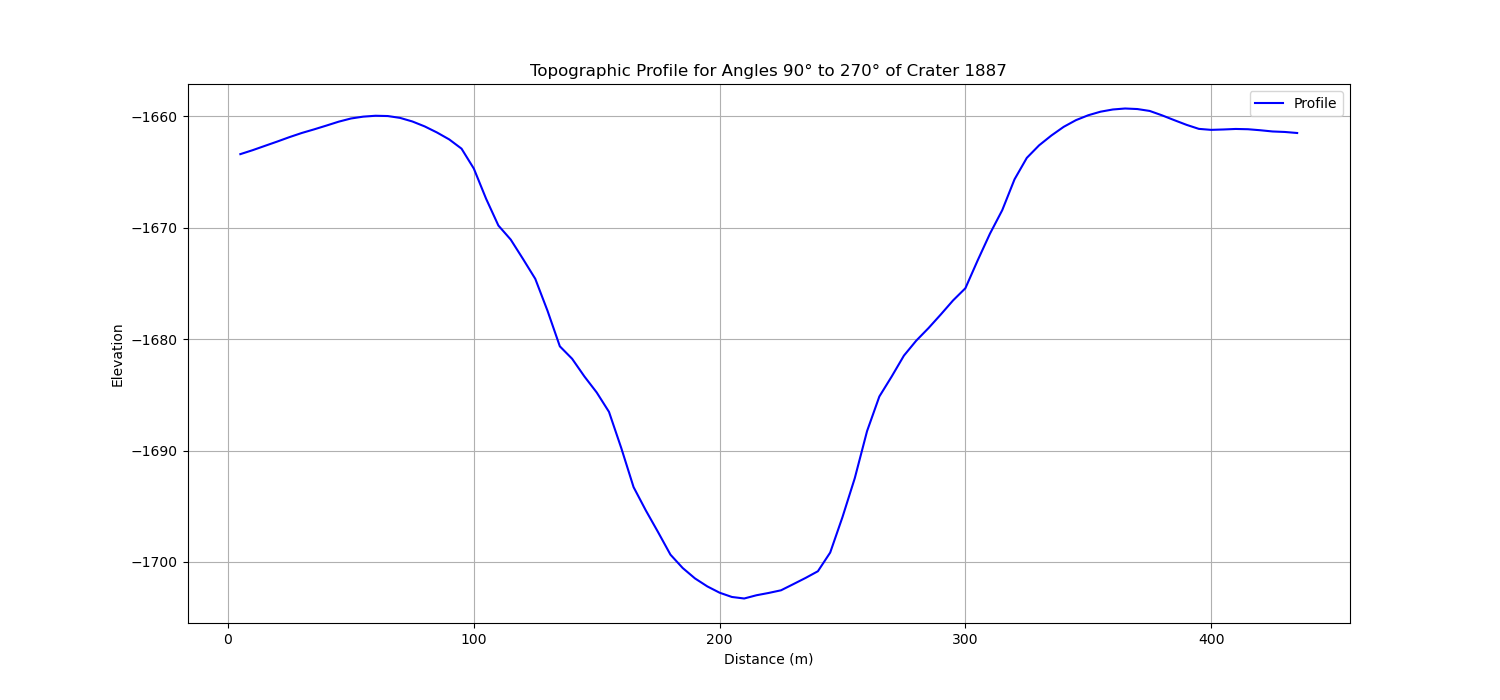 Topographic Profile for Angles 90° to 270° of Crater 1887
Profile
−1660
−1670
−1680
−1690
−1700
Elevation
0 100 200 300 400
Distance (m)